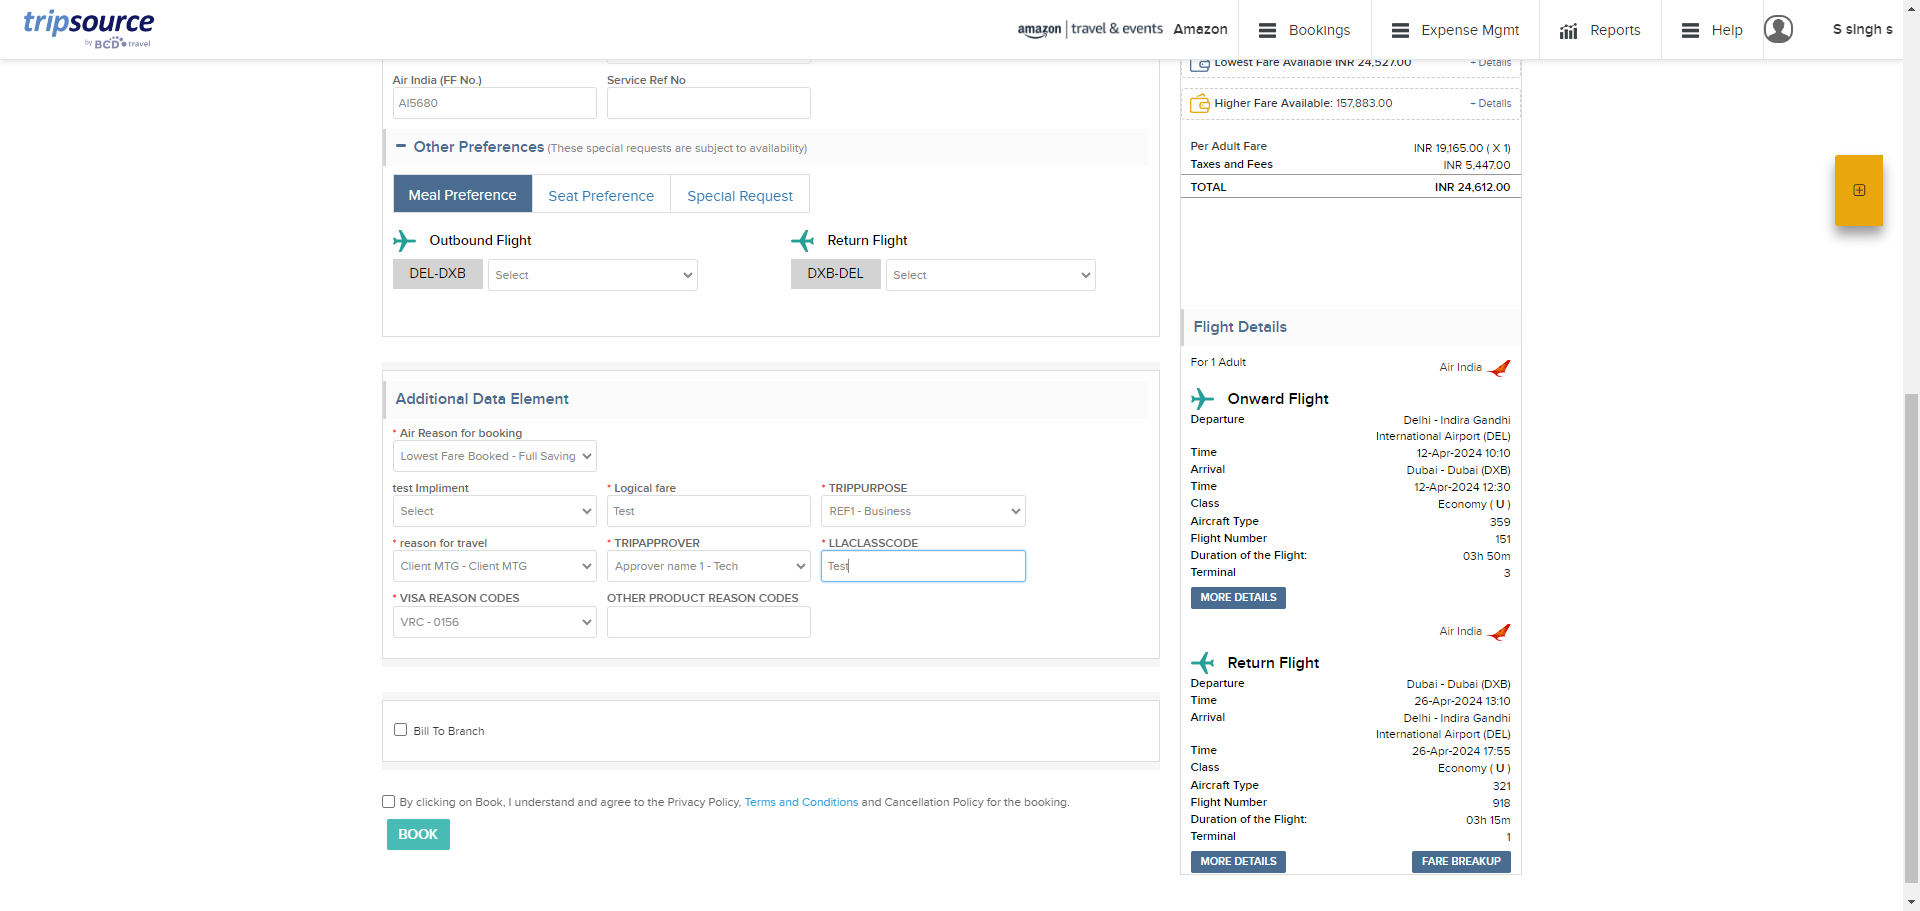 tripsource
by BCD travel
amazon | travel & events Amazon
Bookings
Expense Mgmt
Reports
Help
S singh s
Air India (FF No.)
AI5680
Service Ref No
Other Preferences (These special requests are subject to availability)
Meal Preference
Seat Preference
Special Request
Outbound Flight
DEL-DXB
Select
Return Flight
DXB-DEL
Select
Additional Data Element
* Air Reason for booking
Lowest Fare Booked - Full Saving
test Impliment
Select
* Logical fare
Test
* TRIPPURPOSE
REF1 - Business
* reason for travel
Client MTG - Client MTG
* TRIPAPPROVER
Approver name 1 - Tech
* LLACLASSCODE
Test
* VISA REASON CODES
VRC - 0156
OTHER PRODUCT REASON CODES
Bill To Branch
By clicking on Book, I understand and agree to the Privacy Policy, Terms and Conditions and Cancellation Policy for the booking.
BOOK
Lowest Fare Available INR 24,527.00 + Details
Higher Fare Available: 157,883.00 + Details
Per Adult Fare INR 19,165.00 ( X 1)
Taxes and Fees INR 5,447.00
TOTAL INR 24,612.00
Flight Details
For 1 Adult
Air India
Onward Flight
Departure Delhi - Indira Gandhi
International Airport (DEL)
Time 12-Apr-2024 10:10
Arrival Dubai - Dubai (DXB)
Time 12-Apr-2024 12:30
Class Economy ( U )
Aircraft Type 359
Flight Number 151
Duration of the Flight: 03h 50m
Terminal 3
MORE DETAILS
Air India
Return Flight
Departure Dubai - Dubai (DXB)
Time 26-Apr-2024 13:10
Arrival Delhi - Indira Gandhi
International Airport (DEL)
Time 26-Apr-2024 17:55
Class Economy ( U )
Aircraft Type 321
Flight Number 918
Duration of the Flight: 03h 15m
Terminal 1
MORE DETAILS
FARE BREAKUP